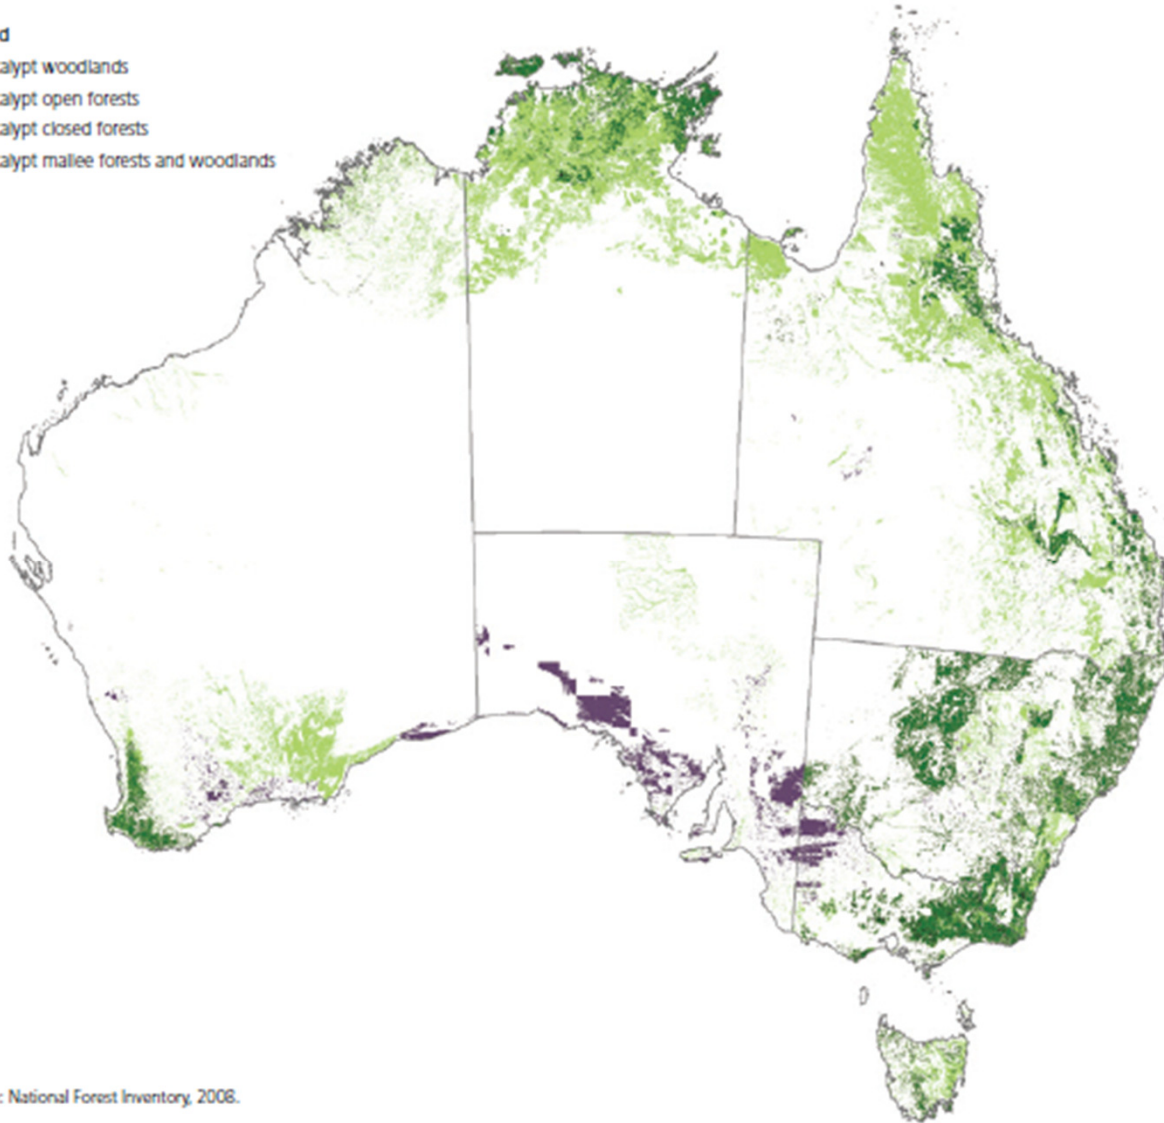 d
alypt woodlands
alypt open forests
alypt closed forests
alypt mallee forests and woodlands
: National Forest Inventory, 2008.